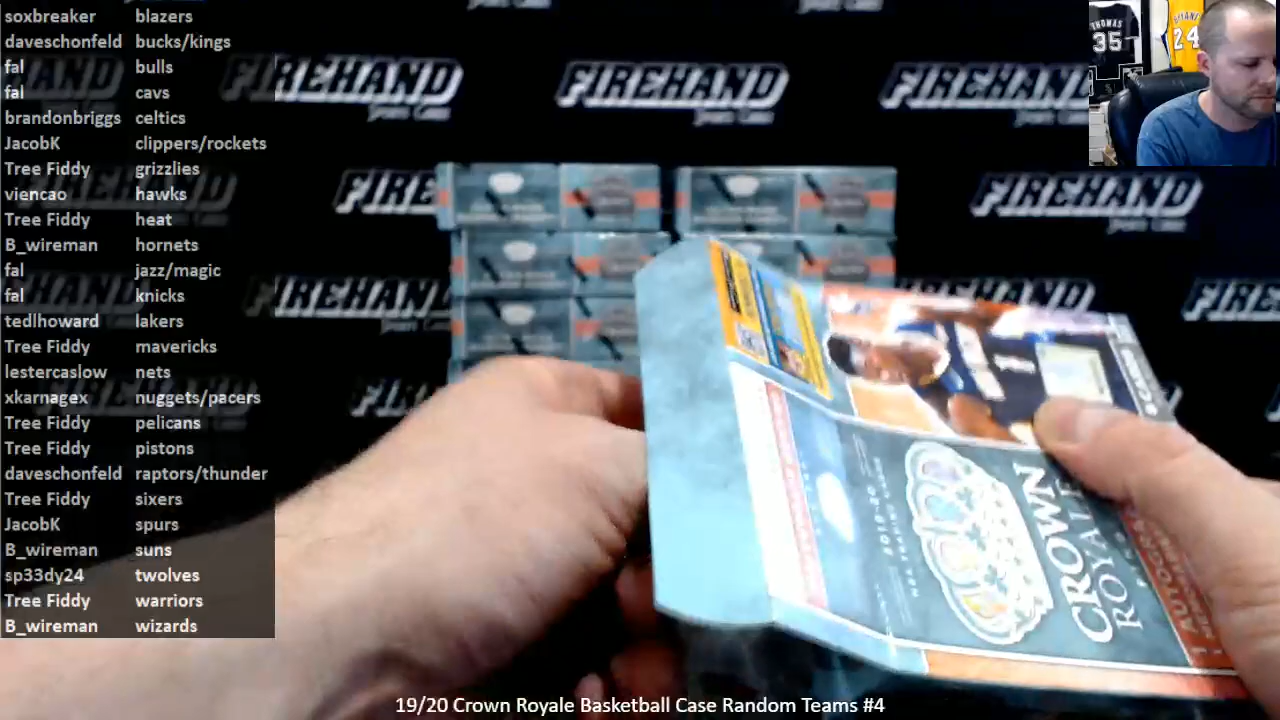 soxbreaker blazers
daveschonfeld bucks/kings
fal bulls
fal cavs
brandonbriggs celtics
JacobK clippers/rockets
Tree Fiddy grizzlies
viencao hawks
Tree Fiddy heat
B_wireman hornets
fal jazz/magic
fal knicks
tedlhoward lakers
Tree Fiddy mavericks
lestercaslow nets
xkarnagex nuggets/pacers
Tree Fiddy pelicans
Tree Fiddy pistons
daveschonfeld raptors/thunder
Tree Fiddy sixers
JacobK spurs
B_wireman suns
sp33dy24 twolves
Tree Fiddy warriors
B_wireman wizards
FIREHAND
FIREHAND
FIREHAND
FIREHAND
FIREHAND
FIREHAND
THOMAS
35
24
CROWN
ROYALE
19/20 Crown Royale Basketball Case Random Teams #4